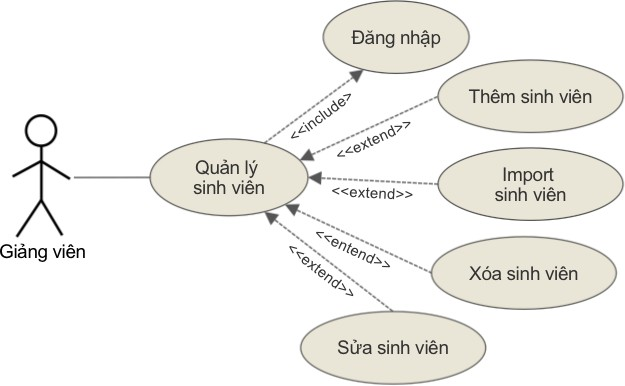 Đăng nhập
<<include>
Thêm sinh viên
<<extend>>
Quản lý
sinh viên
Import
sinh viên
<<extend>>
Giảng viên
<<entend>>
Xóa sinh viên
<<extend>>
Sửa sinh viên